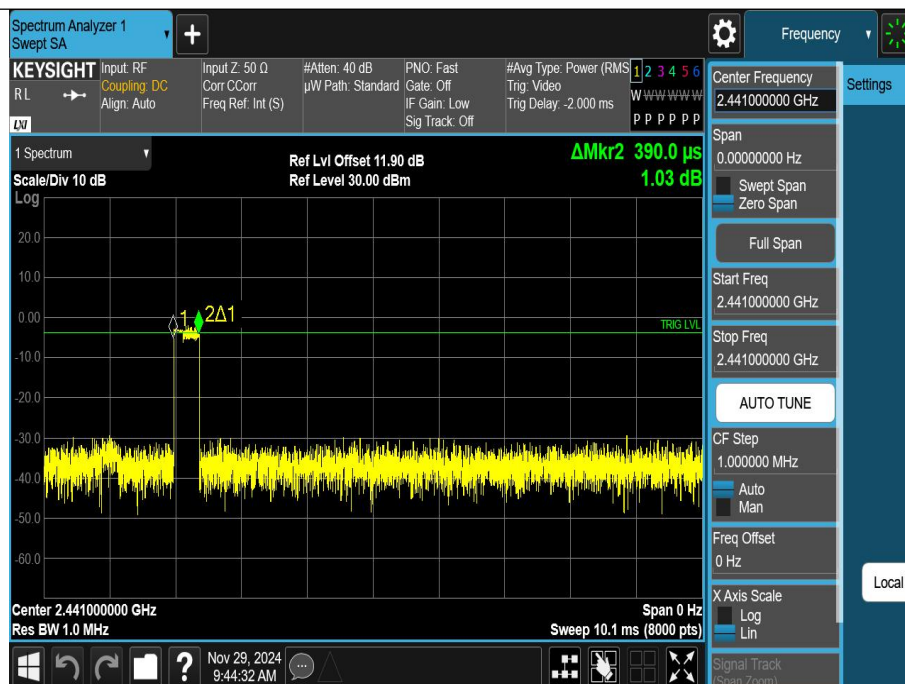 Spectrum Analyzer 1
Swept SA
+
Frequency
KEYSIGHT
RL
LXI
Input: RF
Coupling: DC
Align: Auto
Input Z: 50 Ω
Corr CCorr
Freq Ref: Int (S)
#Atten: 40 dB
µW Path: Standard
PNO: Fast
Gate: Off
IF Gain: Low
Sig Track: Off
#Avg Type: Power (RMS
Trig: Video
Trig Delay: -2.000 ms
1 2 3 4 5 6
W W W W W W
P P P P P P
1 Spectrum
Scale/Div 10 dB
Log
Ref Lvl Offset 11.90 dB
Ref Level 30.00 dBm
ΔMkr2 390.0 µs
1.03 dB
20.0
10.0
0.00
-10.0
-20.0
-30.0
-40.0
-50.0
-60.0
1
2Δ1
TRIG LVL
Center 2.441000000 GHz
Res BW 1.0 MHz
Span 0 Hz
Sweep 10.1 ms (8000 pts)
Center Frequency
2.441000000 GHz
Span
0.00000000 Hz
Swept Span
Zero Span
Full Span
Start Freq
2.441000000 GHz
Stop Freq
2.441000000 GHz
AUTO TUNE
CF Step
1.000000 MHz
Auto
Man
Freq Offset
0 Hz
X Axis Scale
Log
Lin
Signal Track
(Span Zoom)
Settings
Local
?
Nov 29, 2024
9:44:32 AM